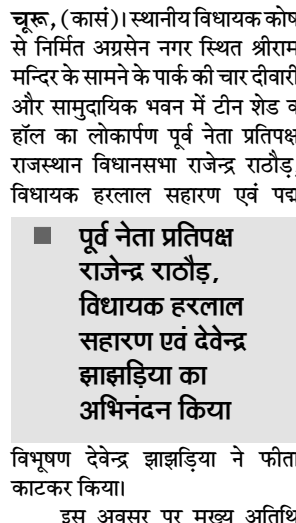 चूरू, (कासं)। स्थानीय विधायक कोष
से निर्मित अग्रसेन नगर स्थित श्रीराम
मन्दिर के सामने के पार्क की चार दीवारी
और सामुदायिक भवन में टीन शेड व
हॉल का लोकार्पण पूर्व नेता प्रतिपक्ष
राजस्थान विधानसभा राजेन्द्र राठौड़,
विधायक हरलाल सहारण एवं पद्म
■ पूर्व नेता प्रतिपक्ष
राजेन्द्र राठौड़,
विधायक हरलाल
सहारण एवं देवेन्द्र
झाझड़िया का
अभिनंदन किया
विभूषण देवेन्द्र झाझड़िया ने फीता
काटकर किया।
इस अवसर पर मुख्य अतिथि